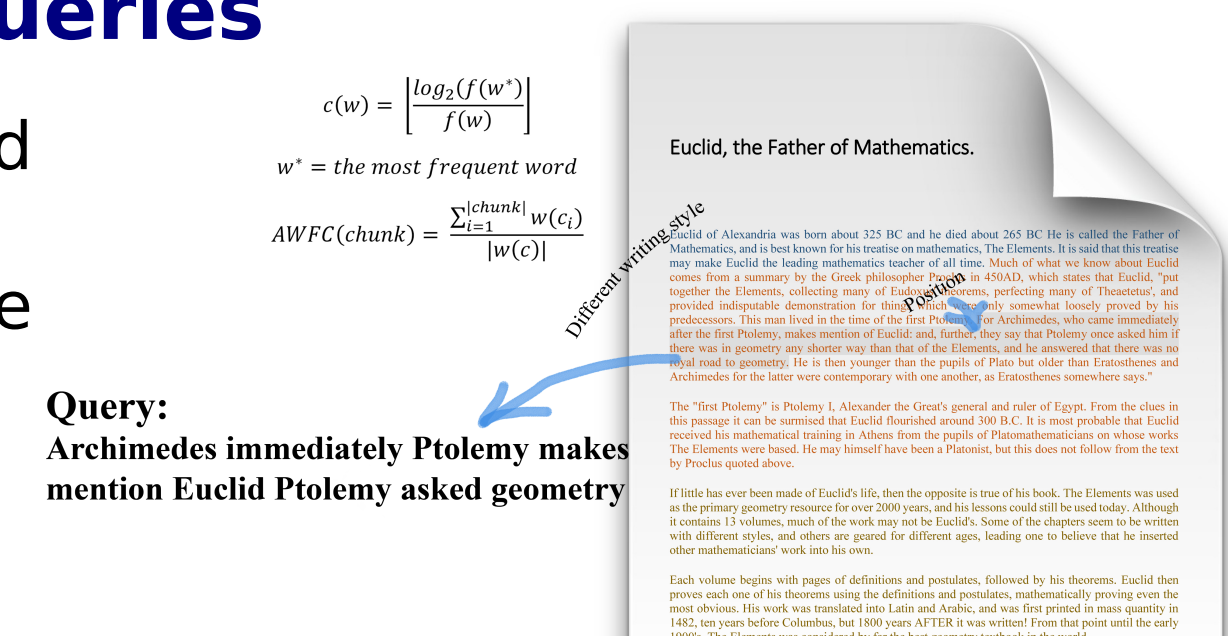 ueries
d
e
c(w) = ⌊log₂(f(w*) / f(w)⌋
w* = the most frequent word
AWFC(chunk) = ∑_{i=1}^{|chunk|} w(cᵢ) / |w(c)|
Query:
Archimedes immediately Ptolemy makes
mention Euclid Ptolemy asked geometry
Different writing style
Position
Euclid, the Father of Mathematics.
Euclid of Alexandria was born about 325 BC and he died about 265 BC He is called the Father of
Mathematics, and is best known for his treatise on mathematics, The Elements. It is said that this treatise
may make Euclid the leading mathematics teacher of all time. Much of what we know about Euclid
comes from a summary by the Greek philosopher Proclus in 450AD, which states that Euclid, "put
together the Elements, collecting many of Eudoxus' theorems, perfecting many of Theaetetus', and
provided indisputable demonstration for things which were only somewhat loosely proved by his
predecessors. This man lived in the time of the first Ptolemy. For Archimedes, who came immediately
after the first Ptolemy, makes mention of Euclid: and, further, they say that Ptolemy once asked him if
there was in geometry any shorter way than that of the Elements, and he answered that there was no
royal road to geometry. He is then younger than the pupils of Plato but older than Eratosthenes and
Archimedes for the latter were contemporary with one another, as Eratosthenes somewhere says."
The "first Ptolemy" is Ptolemy I, Alexander the Great's general and ruler of Egypt. From the clues in
this passage it can be surmised that Euclid flourished around 300 B.C. It is most probable that Euclid
received his mathematical training in Athens from the pupils of Platomathematicians on whose works
The Elements were based. He may himself have been a Platonist, but this does not follow from the text
by Proclus quoted above.
If little has ever been made of Euclid's life, then the opposite is true of his book. The Elements was used
as the primary geometry resource for over 2000 years, and his lessons could still be used today. Although
it contains 13 volumes, much of the work may not be Euclid's. Some of the chapters seem to be written
with different styles, and others are geared for different ages, leading one to believe that he inserted
other mathematicians' work into his own.
Each volume begins with pages of definitions and postulates, followed by his theorems. Euclid then
proves each one of his theorems using the definitions and postulates, mathematically proving even the
most obvious. His work was translated into Latin and Arabic, and was first printed in mass quantity in
1482, ten years before Columbus, but 1800 years AFTER it was written! From that point until the early
1900's, The Elements was considered by far the best geometry textbook in the world.